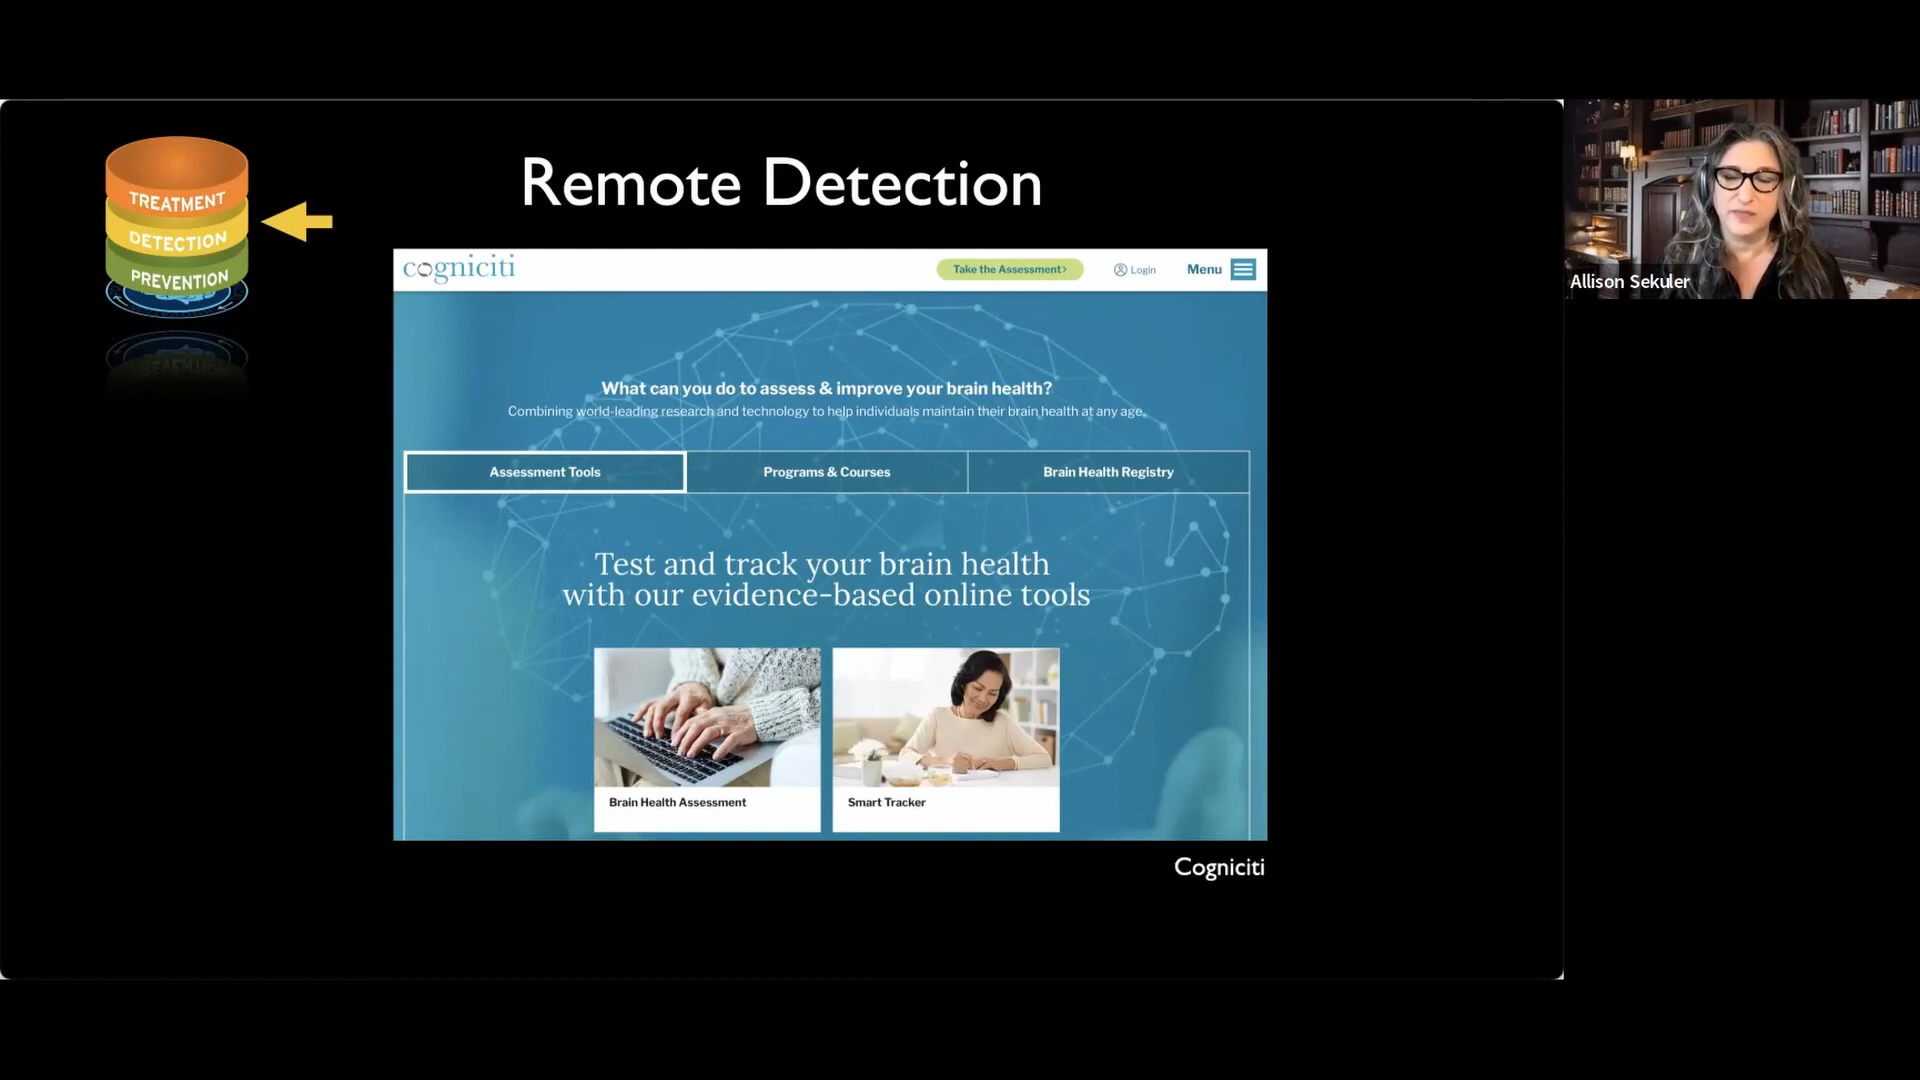 TREATMENT
DETECTION
PREVENTION
Remote Detection
cogniciti
Take the Assessment›
Login
Menu
What can you do to assess & improve your brain health?
Combining world-leading research and technology to help individuals maintain their brain health at any age.
Assessment Tools
Programs & Courses
Brain Health Registry
Test and track your brain health
with our evidence-based online tools
Brain Health Assessment
Smart Tracker
Cogniciti
Allison Sekuler